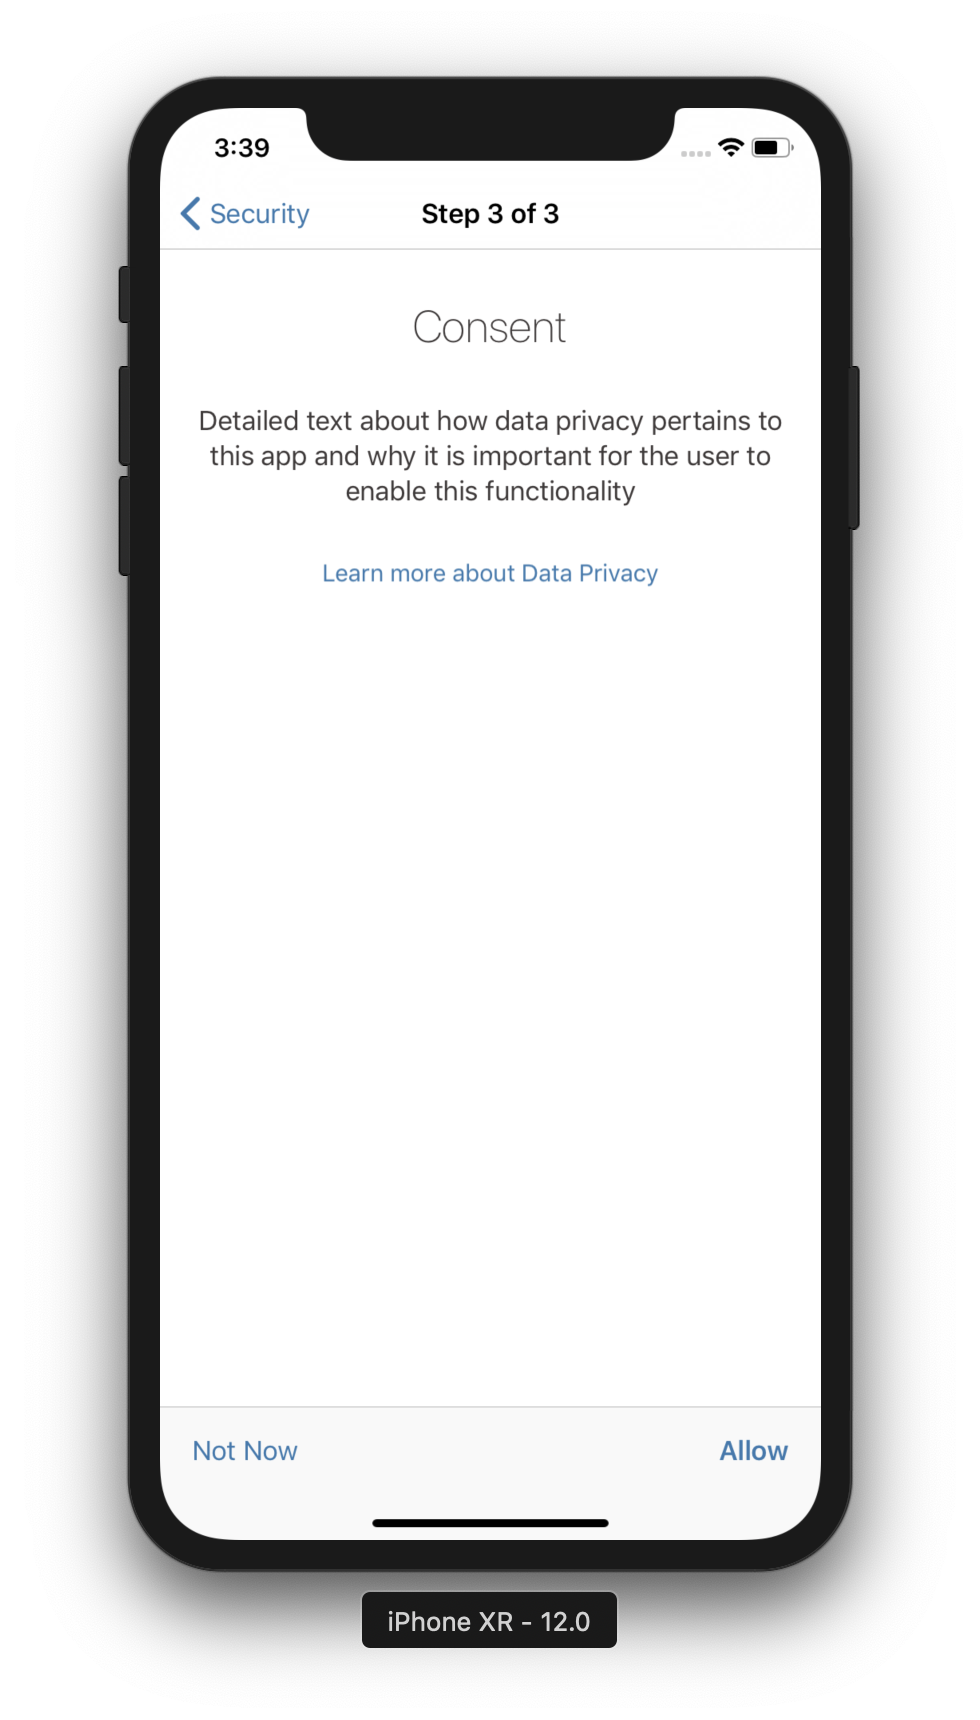 3:39
Security
Step 3 of 3
Consent
Detailed text about how data privacy pertains to
this app and why it is important for the user to
enable this functionality
Learn more about Data Privacy
Not Now
Allow
iPhone XR - 12.0